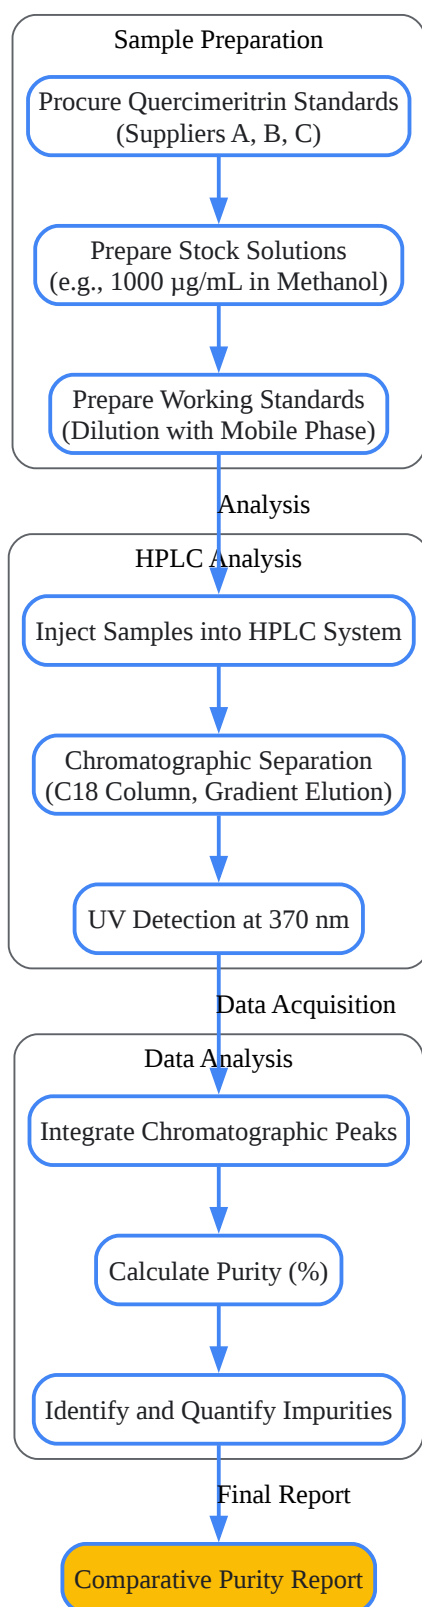 Sample Preparation
Procure Quercimeritrin Standards
(Suppliers A, B, C)
Prepare Stock Solutions
(e.g., 1000 µg/mL in Methanol)
Prepare Working Standards
(Dilution with Mobile Phase)
Analysis
HPLC Analysis
Inject Samples into HPLC System
Chromatographic Separation
(C18 Column, Gradient Elution)
UV Detection at 370 nm
Data Acquisition
Data Analysis
Integrate Chromatographic Peaks
Calculate Purity (%)
Identify and Quantify Impurities
Final Report
Comparative Purity Report